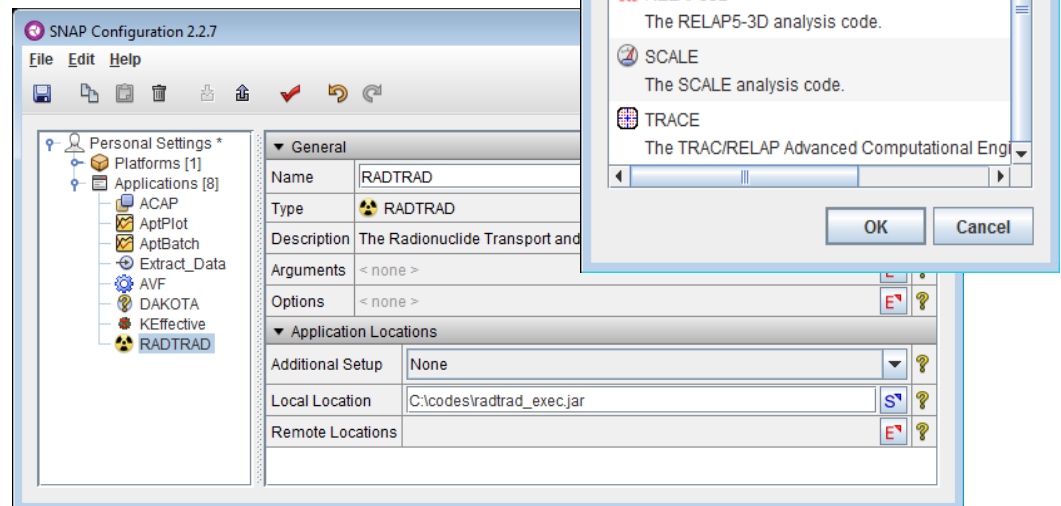 SNAP Configuration 2.2.7
File Edit Help
Personal Settings *
Platforms [1]
Applications [8]
ACAP
AptPlot
AptBatch
Extract_Data
AVF
DAKOTA
KEffective
RADTRAD
General
Name RADTRAD
Type RADTRAD
Description The Radionuclide Transport and
Arguments < none >
Options < none > E ?
Application Locations
Additional Setup None ?
Local Location C:\codes\radtrad_exec.jar S ?
Remote Locations E ?
The RELAP5-3D analysis code.
SCALE
The SCALE analysis code.
TRACE
The TRAC/RELAP Advanced Computational Engi
OK Cancel